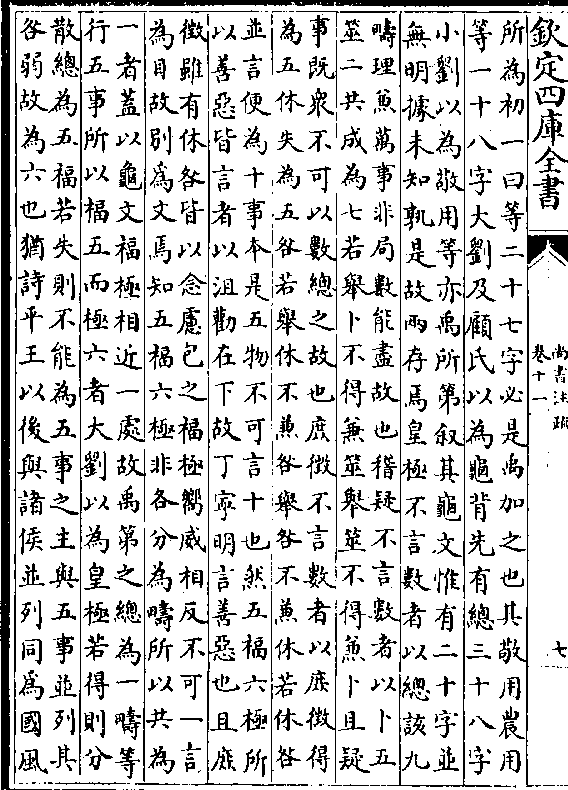 欽定四庫全書
尚書注疏
卷十一
七
所為初一曰等二十七字必是禹加之也其敬用農用
等一十八字大劉及顧氏以為龜背先有總三十八字
小劉以為敬用等亦禹所第叙其龜文惟有二十字並
無明據未知孰是故兩存焉皇極不言數者以總該九
疇理兼萬事非局數能盡故也稽疑不言數者以卜五
筮二共成為七若舉卜不得兼筮舉筮不得兼卜且疑
事既衆不可以數總之故也庶徵不言數者以庶徵得
為五休失為五咎若舉休不兼咎舉咎不兼休若休咎
並言便為十事本是五物不可言十也然五福六極所
以善惡皆言者以沮勸在下故丁寧明言善惡也且庶
徵雖有休咎皆以念慮包之福極嚮威相反不可一言
為目故別為文焉知五福六極非各分為疇所以共為
一者蓋以龜文福極相近一處故禹第之總為一疇等
行五事所以福五而極六者大劉以為皇極若得則分
散總為五福若失則不能為五事之主與五事並列其
咎弱故為六也猶詩平王以後與諸侯並列同為國風